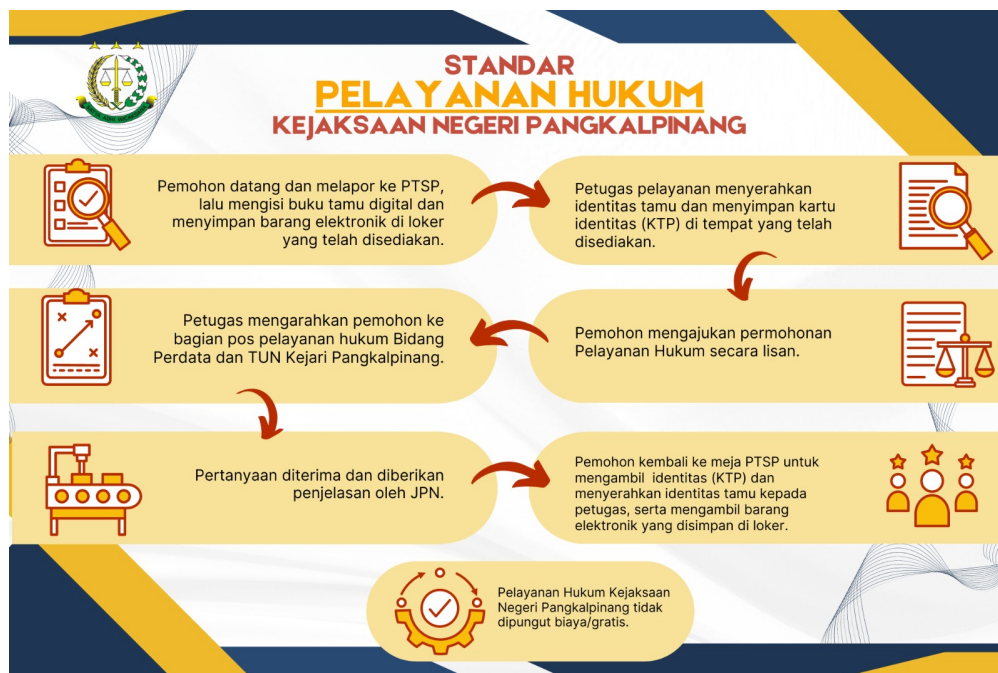 STANDAR
PELAYANAN HUKUM
KEJAKSAAN NEGERI PANGKALPINANG
Pemohon datang dan melapor ke PTSP,
lalu mengisi buku tamu digital dan
menyimpan barang elektronik di loker
yang telah disediakan.
Petugas pelayanan menyerahkan
identitas tamu dan menyimpan kartu
identitas (KTP) di tempat yang telah
disediakan.
Pemohon mengajukan permohonan
Pelayanan Hukum secara lisan.
Petugas mengarahkan pemohon ke
bagian pos pelayanan hukum Bidang
Perdata dan TUN Kejari Pangkalpinang.
Pertanyaan diterima dan diberikan
penjelasan oleh JPN.
Pemohon kembali ke meja PTSP untuk
mengambil identitas (KTP) dan
menyerahkan identitas tamu kepada
petugas, serta mengambil barang
elektronik yang disimpan di loker.
Pelayanan Hukum Kejaksaan
Negeri Pangkalpinang tidak
dipungut biaya/gratis.